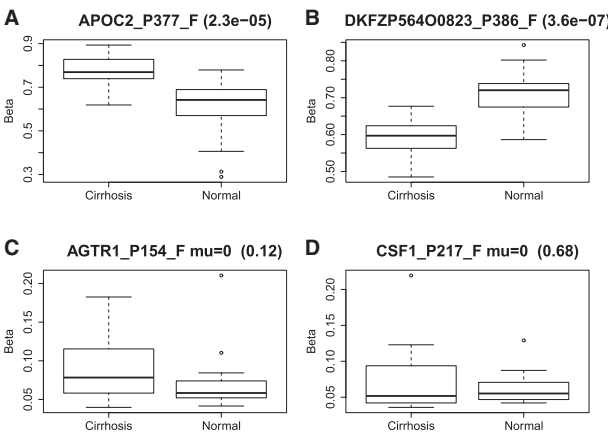 A APOC2_P377_F (2.3e−05)
Beta
0.9
0.7
0.5
0.3
Cirrhosis Normal
B DKFZP564O0823_P386_F (3.6e−07)
Beta
0.80
0.70
0.60
0.50
Cirrhosis Normal
C AGTR1_P154_F mu=0 (0.12)
Beta
0.20
0.15
0.10
0.05
Cirrhosis Normal
D CSF1_P217_F mu=0 (0.68)
Beta
0.20
0.15
0.10
0.05
Cirrhosis Normal